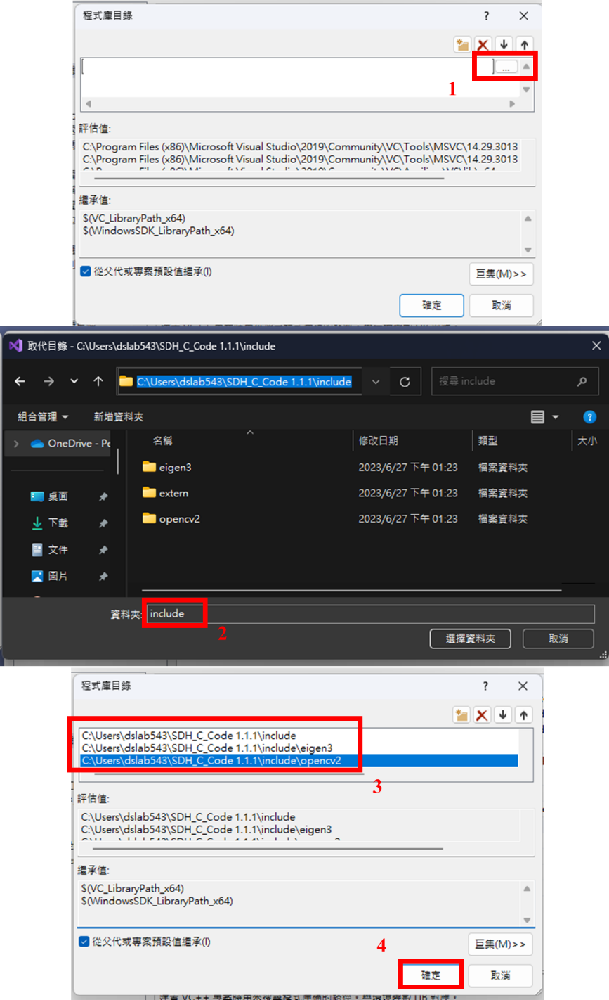 程式庫目錄
?
...
1
評估值:
C:\Program Files (x86)\Microsoft Visual Studio\2019\Community\VC\Tools\MSVC\14.29.3013
C:\Program Files (x86)\Microsoft Visual Studio\2019\Community\VC\Tools\MSVC\14.29.3013
繼承值:
$(VC_LibraryPath_x64)
$(WindowsSDK_LibraryPath_x64)
從父代或專案預設值繼承(I)
巨集(M)>>
確定
取消
取代目錄 - C:\Users\dslab543\SDH_C_Code 1.1.1\include
C:\Users\dslab543\SDH_C_Code 1.1.1\include
搜尋 include
組合管理
新增資料夾
?
OneDrive - Pe
名稱
修改日期
類型
大小
eigen3
2023/6/27 下午 01:23
檔案資料夾
extern
2023/6/27 下午 01:23
檔案資料夾
opencv2
2023/6/27 下午 01:23
檔案資料夾
桌面
下載
文件
圖片
資料夾:
include
2
選擇資料夾
取消
程式庫目錄
?
C:\Users\dslab543\SDH_C_Code 1.1.1\include
C:\Users\dslab543\SDH_C_Code 1.1.1\include\eigen3
C:\Users\dslab543\SDH_C_Code 1.1.1\include\opencv2
3
評估值:
C:\Users\dslab543\SDH_C_Code 1.1.1\include
C:\Users\dslab543\SDH_C_Code 1.1.1\include\eigen3
繼承值:
$(VC_LibraryPath_x64)
$(WindowsSDK_LibraryPath_x64)
從父代或專案預設值繼承(I)
巨集(M)>>
4
確定
取消